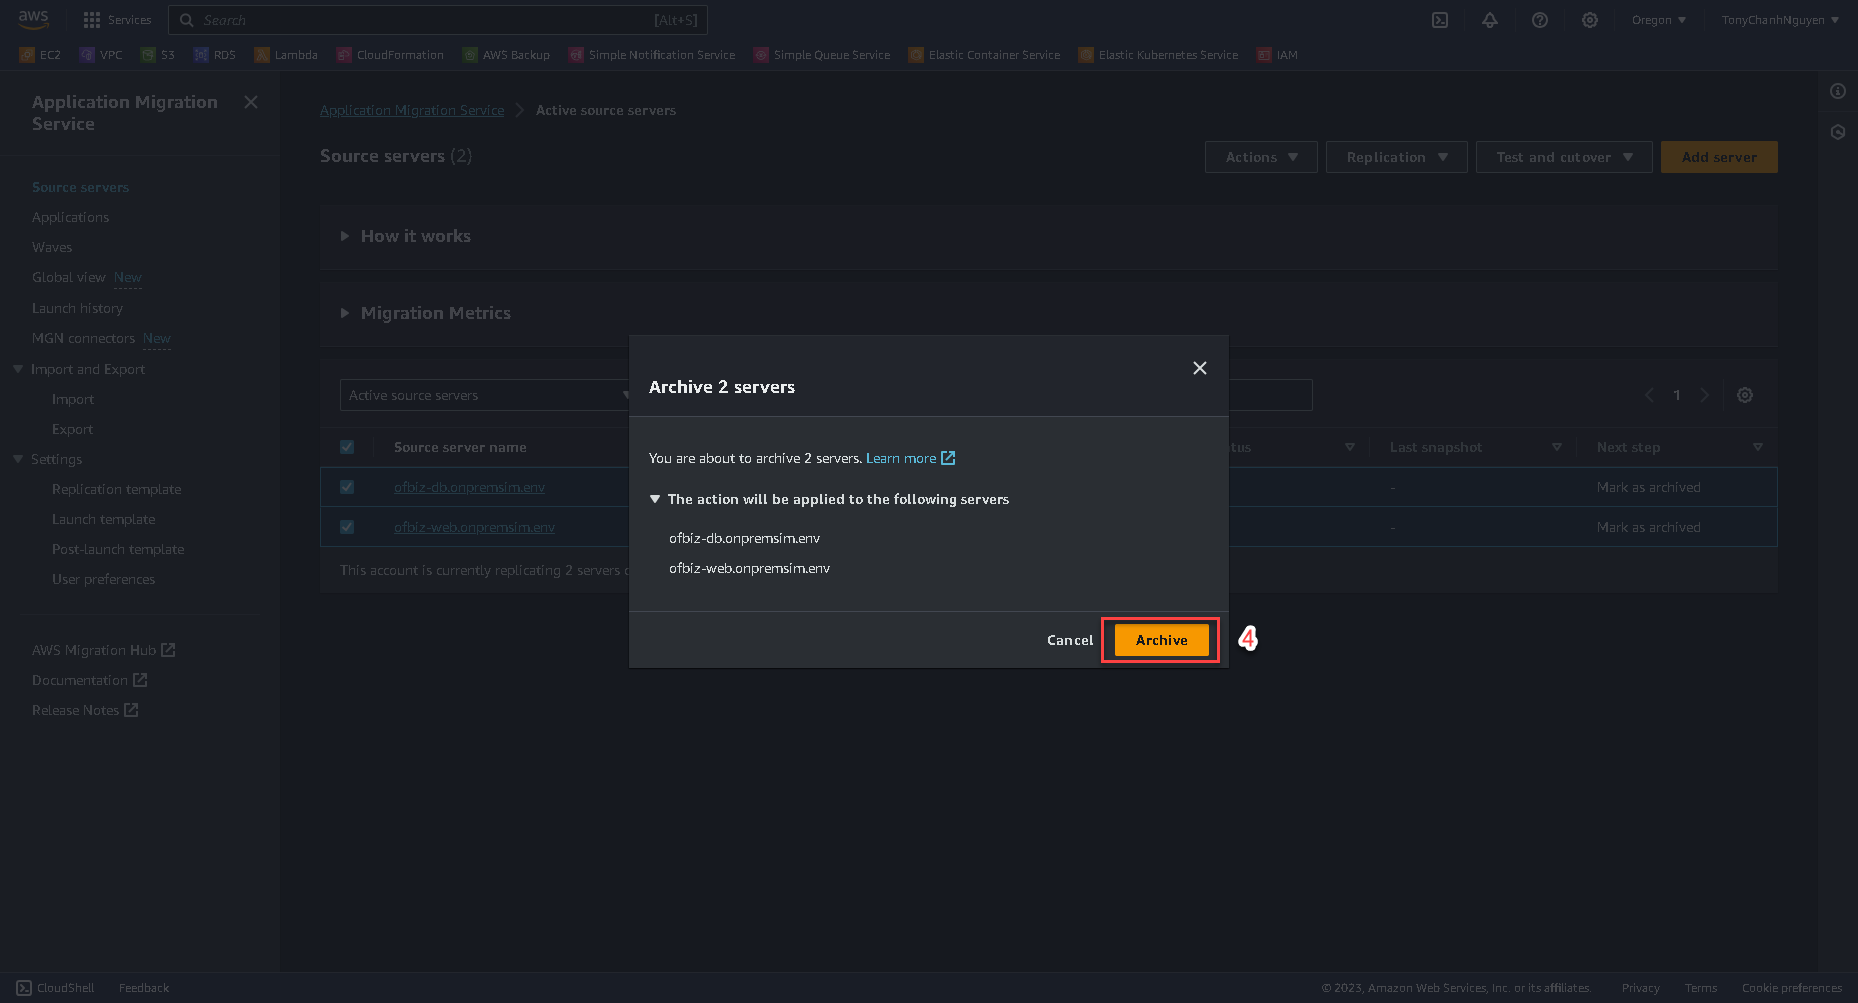 aws
Services
Search
[Alt+S]
Oregon
TonyChanhNguyen
EC2 VPC S3 RDS Lambda CloudFormation AWS Backup Simple Notification Service Simple Queue Service Elastic Container Service Elastic Kubernetes Service IAM
Application Migration Service
Application Migration Service
Active source servers
Source servers (2)
Actions
Replication
Test and cutover
Add server
Source servers
Applications
Waves
Global view New
Launch history
MGN connectors New
Import and Export
Import
Export
Settings
Replication template
Launch template
Post-launch template
User preferences
AWS Migration Hub
Documentation
Release Notes
How it works
Migration Metrics
Active source servers
1
Source server name
tus
Last snapshot
Next step
ofbiz-db.onpremsim.env
-
Mark as archived
ofbiz-web.onpremsim.env
-
Mark as archived
This account is currently replicating 2 servers
Archive 2 servers
You are about to archive 2 servers. Learn more
The action will be applied to the following servers
ofbiz-db.onpremsim.env
ofbiz-web.onpremsim.env
Cancel
Archive
4
CloudShell
Feedback
© 2023, Amazon Web Services, Inc. or its affiliates.
Privacy
Terms
Cookie preferences